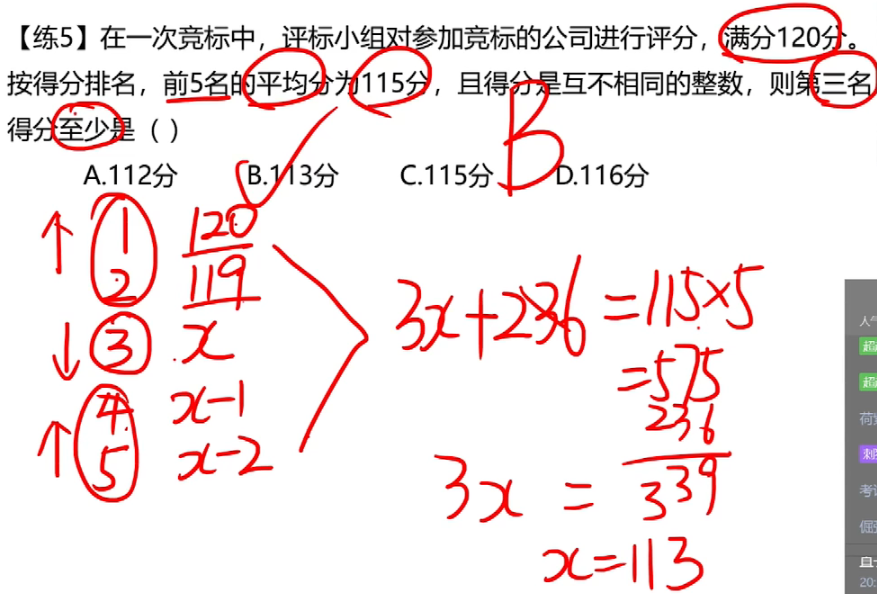 【练5】在一次竞标中，评标小组对参加竞标的公司进行评分，满分120分。
按得分排名，前5名的平均分为115分，且得分是互不相同的整数，则第三名
得分至少是（ ）
A.112分 B.113分 C.115分 D.116分
B
↑ 1 120
2 119
↓ 3 x
↑ 4 x-1
5 x-2
3x+236=115×5
=575
236
3x = 339
x=113
人气
超
超
荷
刺
考
倔
直
20: